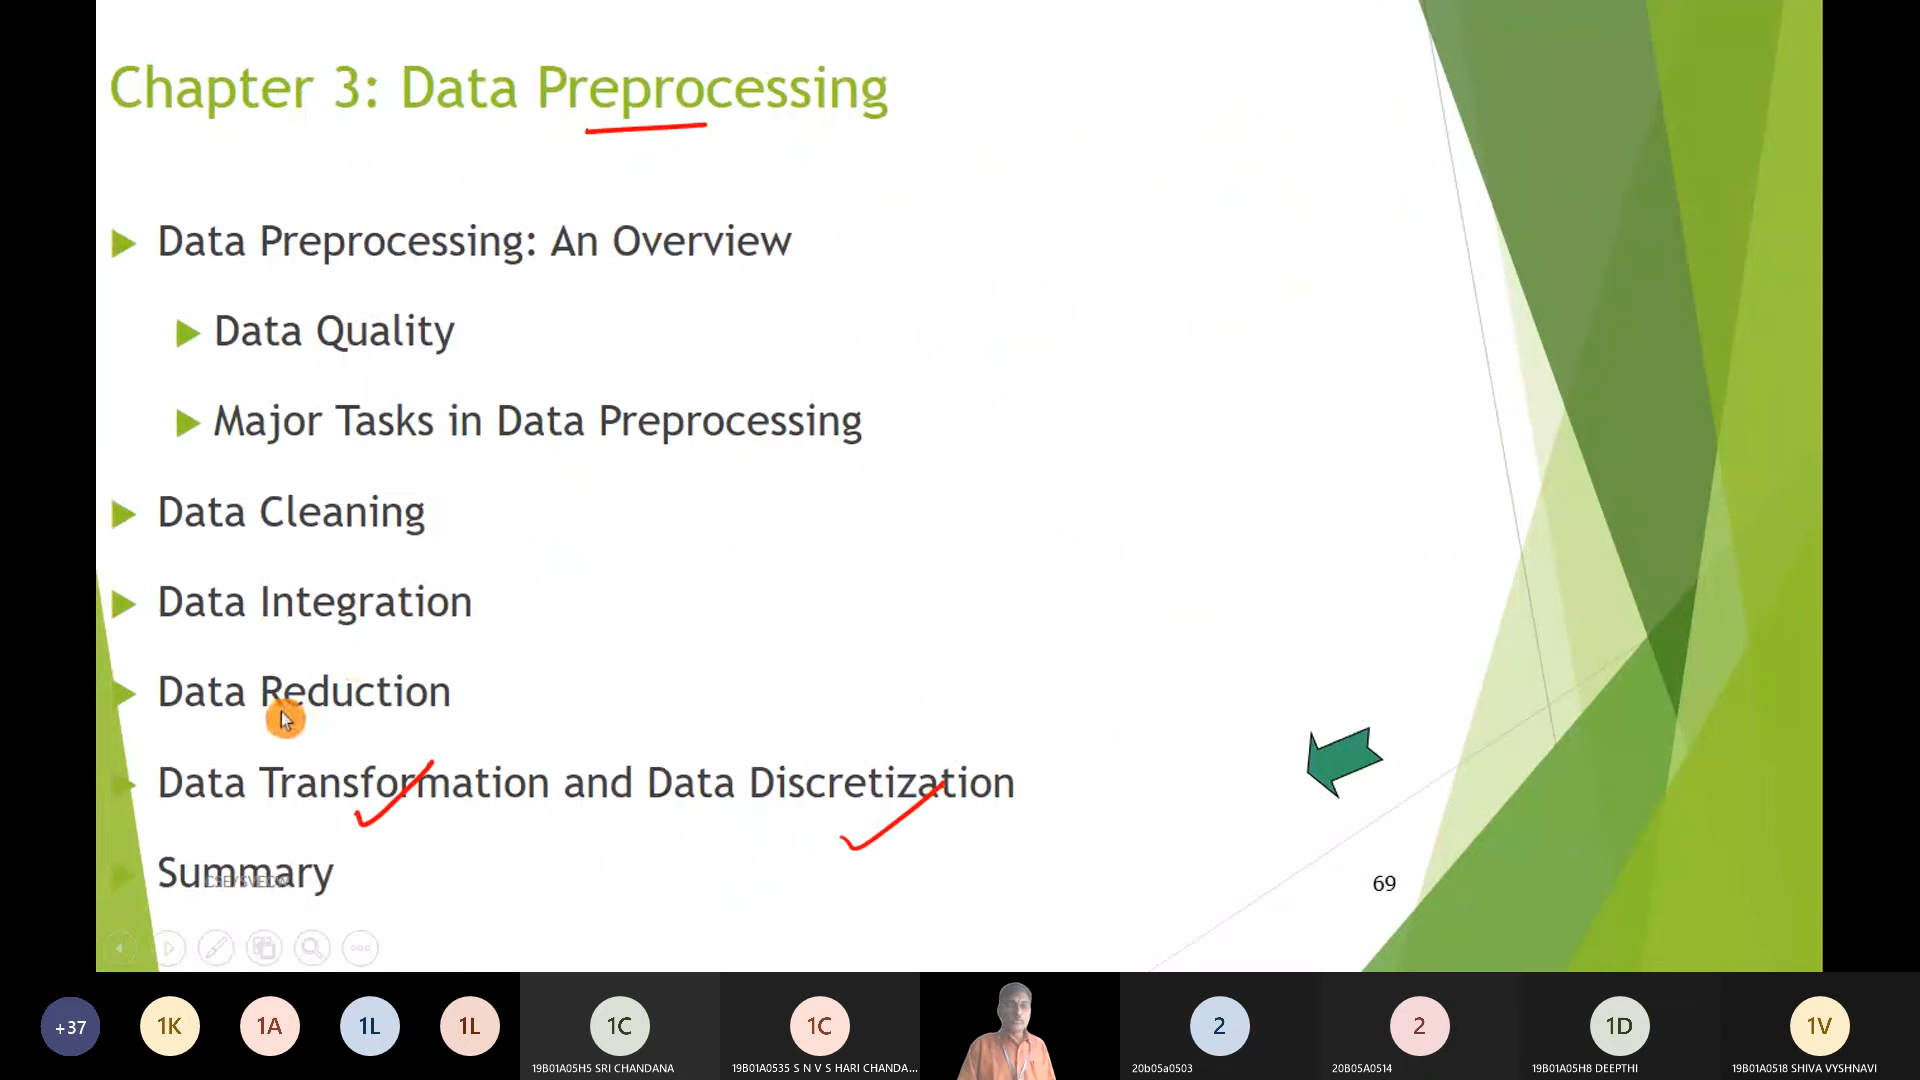 Chapter 3: Data Preprocessing
Data Preprocessing: An Overview
Data Quality
Major Tasks in Data Preprocessing
Data Cleaning
Data Integration
Data Reduction
Data Transformation and Data Discretization
Summary
69
+37
1K
1A
1L
1L
1C
1C
2
2
1D
1V
19B01A05H5 SRI CHANDANA
19B01A0535 S N V S HARI CHANDA...
20b05a0503
20B05A0514
19B01A05H8 DEEPTHI
19B01A0518 SHIVA VYSHNAVI